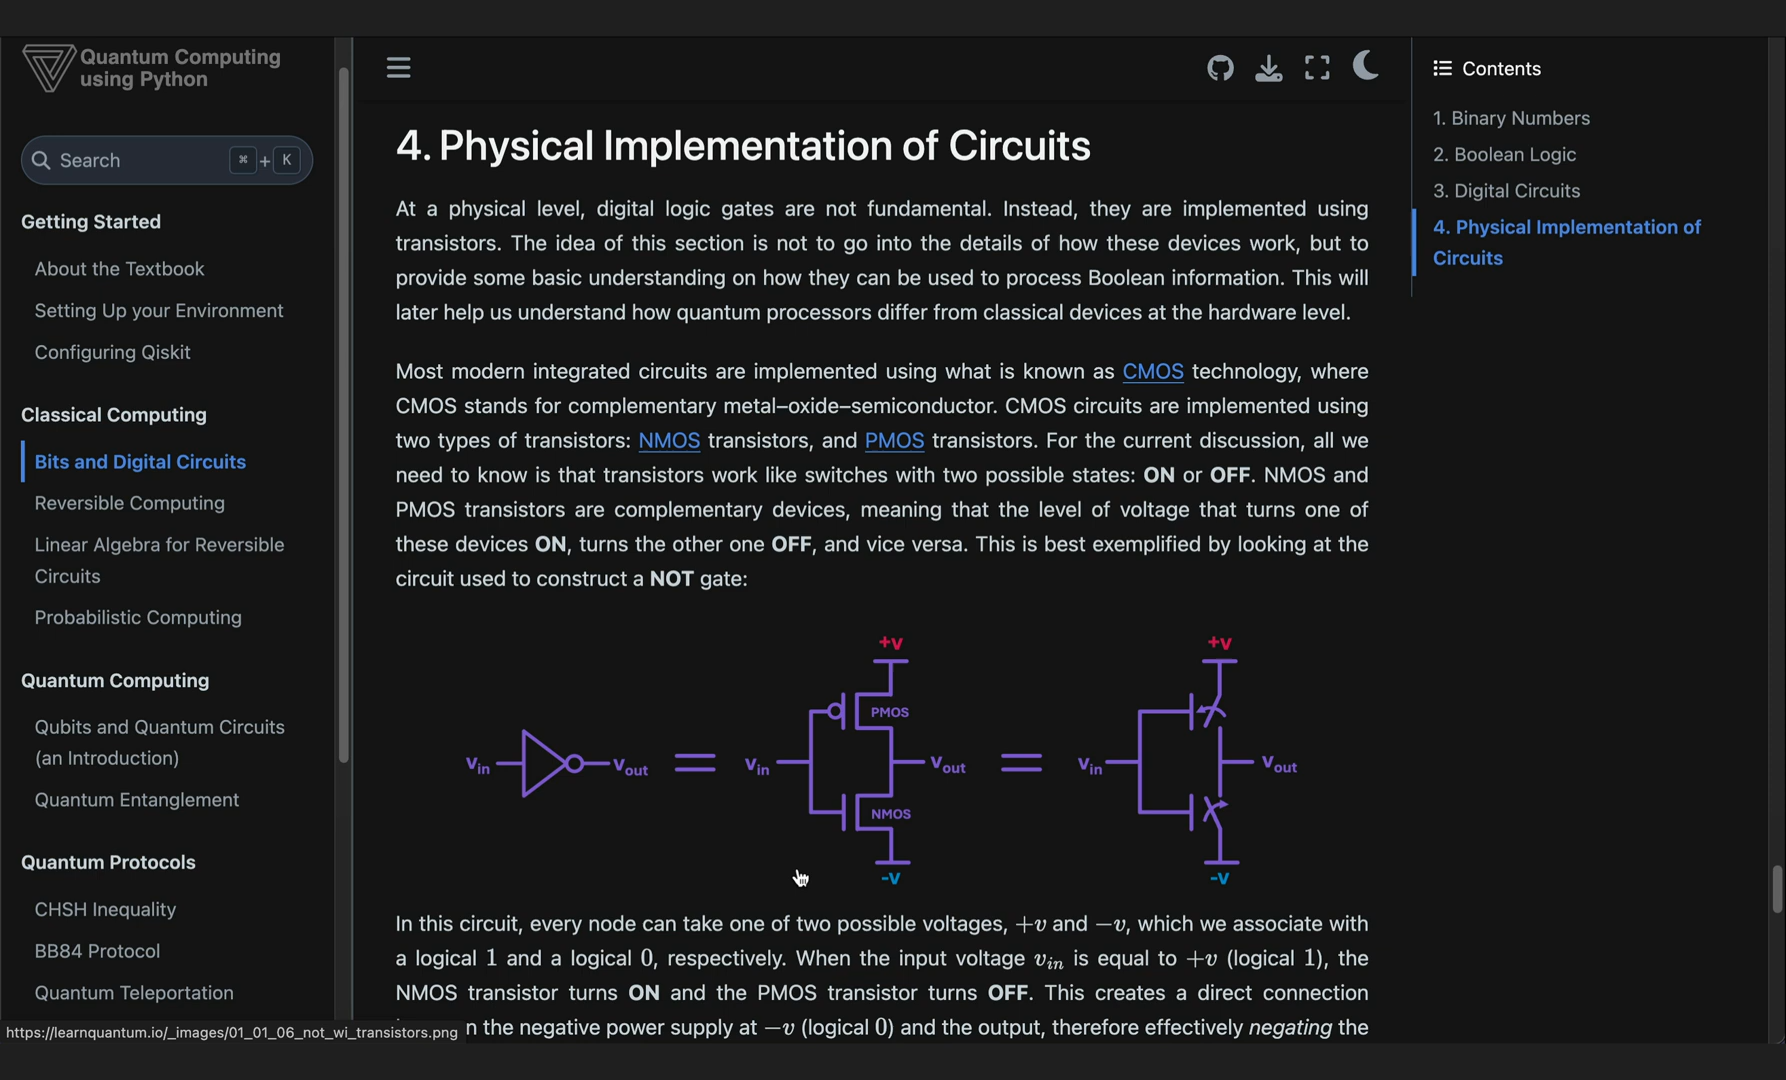 Quantum Computing
using Python
Search
⌘ + K
Getting Started
About the Textbook
Setting Up your Environment
Configuring Qiskit
Classical Computing
Bits and Digital Circuits
Reversible Computing
Linear Algebra for Reversible
Circuits
Probabilistic Computing
Quantum Computing
Qubits and Quantum Circuits
(an Introduction)
Quantum Entanglement
Quantum Protocols
CHSH Inequality
BB84 Protocol
Quantum Teleportation
https://learnquantum.io/_images/01_01_06_not_wi_transistors.png
4. Physical Implementation of Circuits
At a physical level, digital logic gates are not fundamental. Instead, they are implemented using
transistors. The idea of this section is not to go into the details of how these devices work, but to
provide some basic understanding on how they can be used to process Boolean information. This will
later help us understand how quantum processors differ from classical devices at the hardware level.
Most modern integrated circuits are implemented using what is known as CMOS technology, where
CMOS stands for complementary metal–oxide–semiconductor. CMOS circuits are implemented using
two types of transistors: NMOS transistors, and PMOS transistors. For the current discussion, all we
need to know is that transistors work like switches with two possible states: ON or OFF. NMOS and
PMOS transistors are complementary devices, meaning that the level of voltage that turns one of
these devices ON, turns the other one OFF, and vice versa. This is best exemplified by looking at the
circuit used to construct a NOT gate:
+v +v
PMOS
vin vout vin vout vin vout
NMOS
-v -v
In this circuit, every node can take one of two possible voltages, +v and −v, which we associate with
a logical 1 and a logical 0, respectively. When the input voltage vin is equal to +v (logical 1), the
NMOS transistor turns ON and the PMOS transistor turns OFF. This creates a direct connection
n the negative power supply at −v (logical 0) and the output, therefore effectively negating the
Contents
1. Binary Numbers
2. Boolean Logic
3. Digital Circuits
4. Physical Implementation of
Circuits